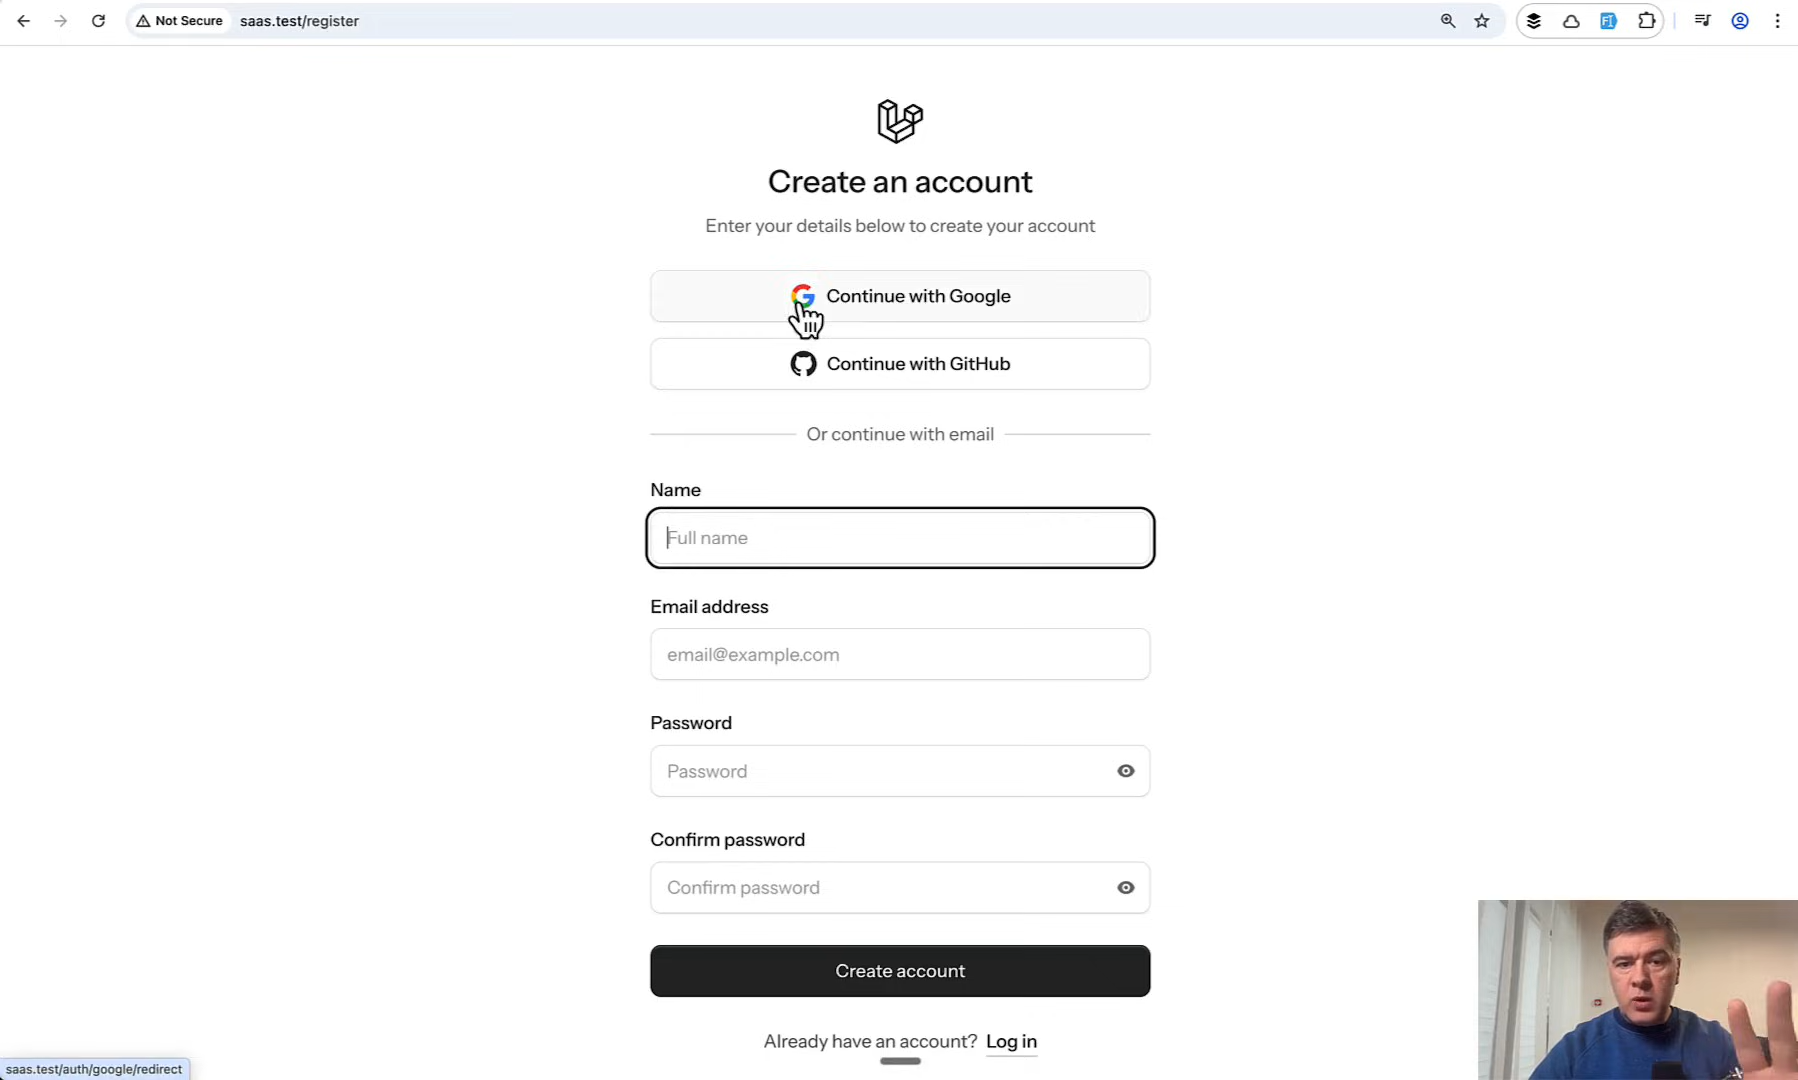 Not Secure saas.test/register
Create an account
Enter your details below to create your account
Continue with Google
Continue with GitHub
Or continue with email
Name
Full name
Email address
email@example.com
Password
Password
Confirm password
Confirm password
Create account
Already have an account? Log in
saas.test/auth/google/redirect